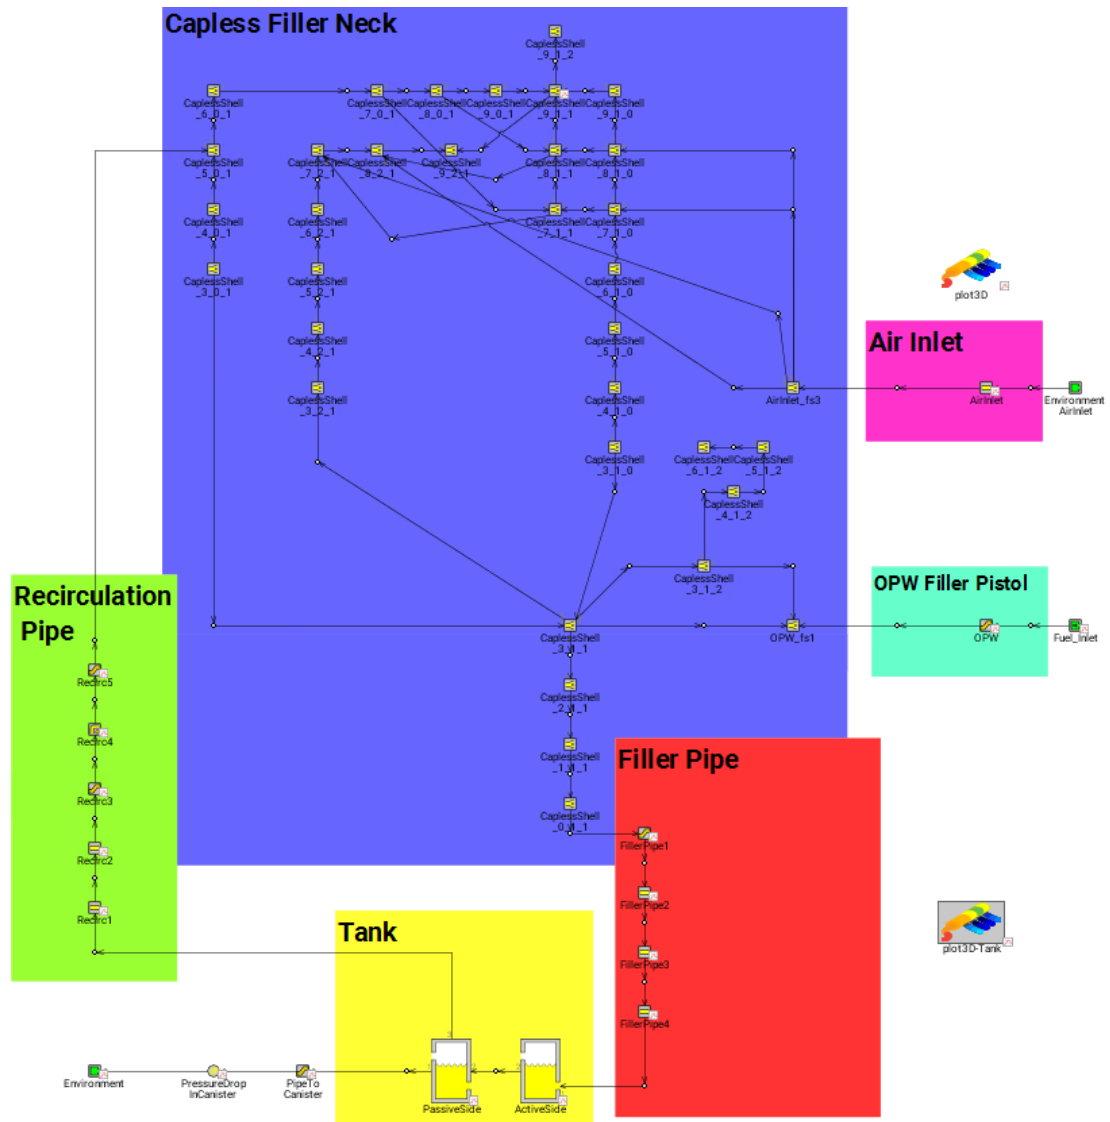 Capless Filler Neck
CaplessShell
_9_1_2
CaplessShell
_6_0_1
CaplessShell
_7_0_1
CaplessShell
_8_0_1
CaplessShell
_9_0_1
CaplessShell
_9_1_1
CaplessShell
_9_1_0
CaplessShell
_5_0_1
CaplessShell
_7_2_1
CaplessShell
_8_2_1
CaplessShell
_9_2_1
CaplessShell
_8_1_1
CaplessShell
_8_1_0
CaplessShell
_4_0_1
CaplessShell
_6_2_1
CaplessShell
_7_1_1
CaplessShell
_7_1_0
CaplessShell
_3_0_1
CaplessShell
_5_2_1
CaplessShell
_6_1_0
plot3D
CaplessShell
_4_2_1
CaplessShell
_5_1_0
Air Inlet
CaplessShell
_3_2_1
CaplessShell
_4_1_0
AirInlet_fs3
AirInlet
Environment
AirInlet
CaplessShell
_3_1_0
CaplessShell
_6_1_2
CaplessShell
_5_1_2
CaplessShell
_4_1_2
CaplessShell
_3_1_2
OPW Filler Pistol
Recirculation
Pipe
CaplessShell
_3_1_1
OPW_fs1
OPW
Fuel_Inlet
Recirc5
CaplessShell
_2_1_1
Recirc4
CaplessShell
_1_1_1
Filler Pipe
Recirc3
CaplessShell
_0_1_1
FillerPipe1
Recirc2
FillerPipe2
Recirc1
Tank
plot3D-Tank
FillerPipe3
FillerPipe4
Environment
PressureDrop
InCanister
PipeTo
Canister
PassiveSide
ActiveSide